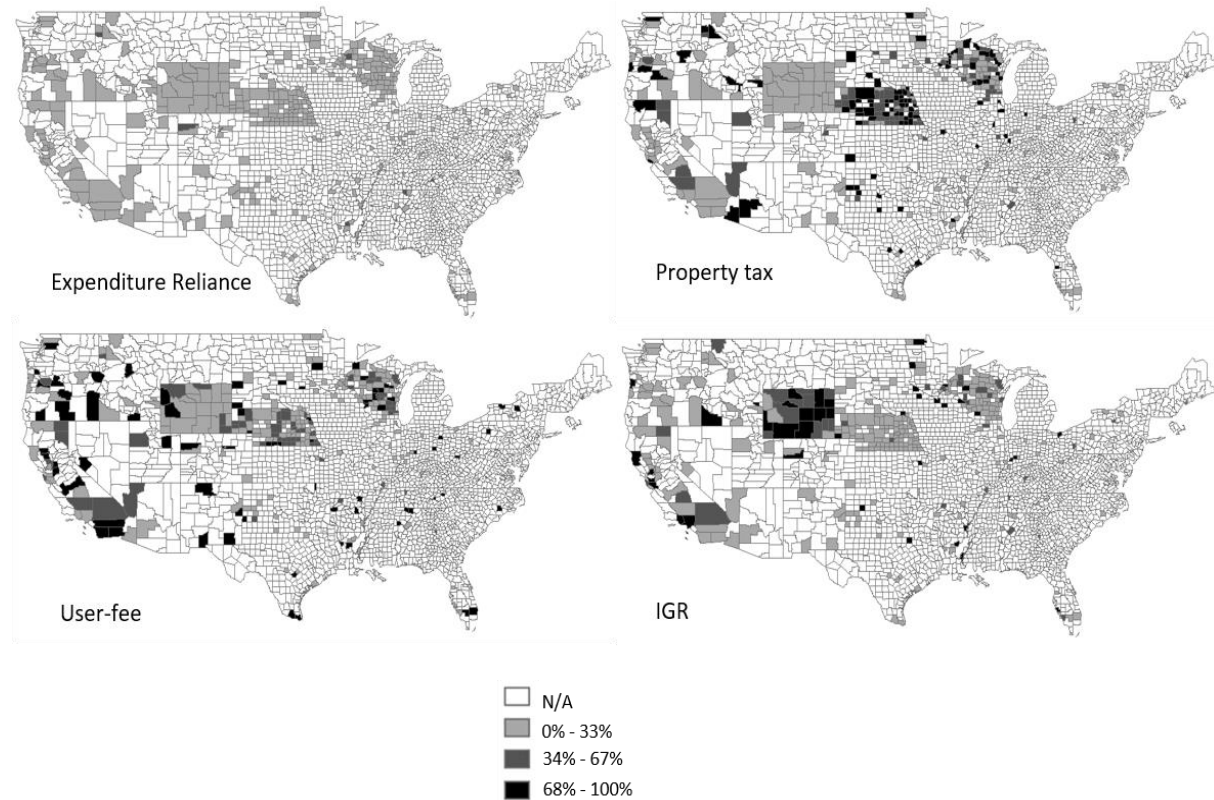 Expenditure Reliance
Property tax
User-fee
IGR
N/A
0% - 33%
34% - 67%
68% - 100%